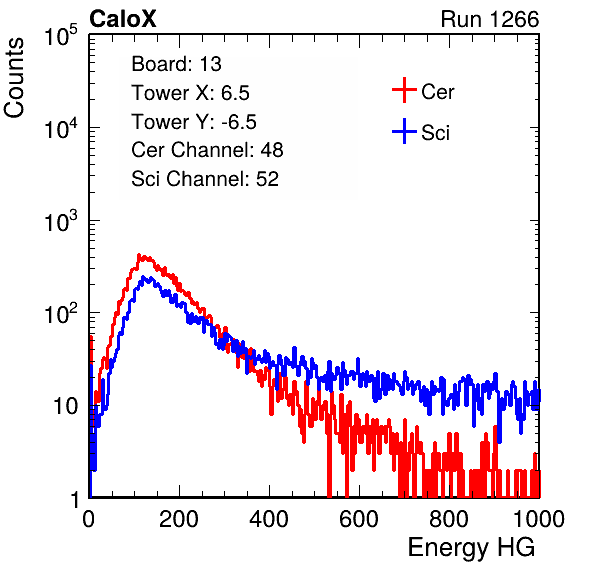 CaloX Run 1266
Counts
Board: 13
Tower X: 6.5
Tower Y: -6.5
Cer Channel: 48
Sci Channel: 52
Cer
Sci
10^5
10^4
10^3
10^2
10
1
0 200 400 600 800 1000
Energy HG